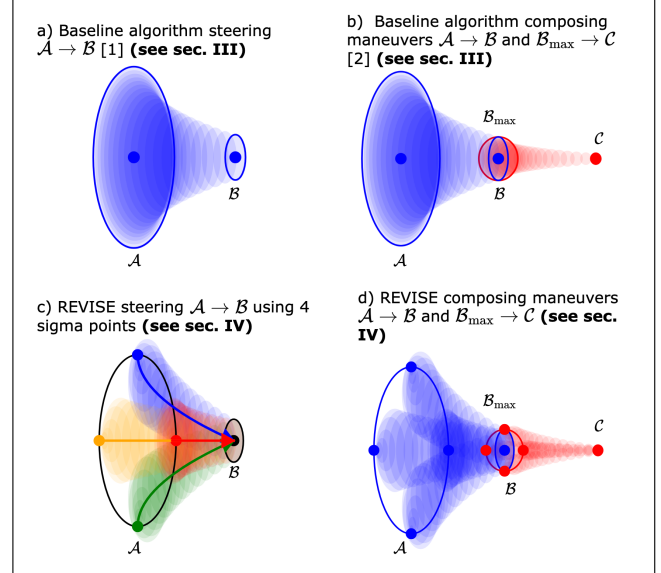 a) Baseline algorithm steering
𝒜 → ℬ [1] (see sec. III)
𝒜
ℬ
b) Baseline algorithm composing
maneuvers 𝒜 → ℬ and ℬmax → 𝒞
[2] (see sec. III)
ℬmax
𝒞
ℬ
𝒜
c) REVISE steering 𝒜 → ℬ using 4
sigma points (see sec. IV)
ℬ
𝒜
d) REVISE composing maneuvers
𝒜 → ℬ and ℬmax → 𝒞 (see sec.
IV)
ℬmax
𝒞
ℬ
𝒜